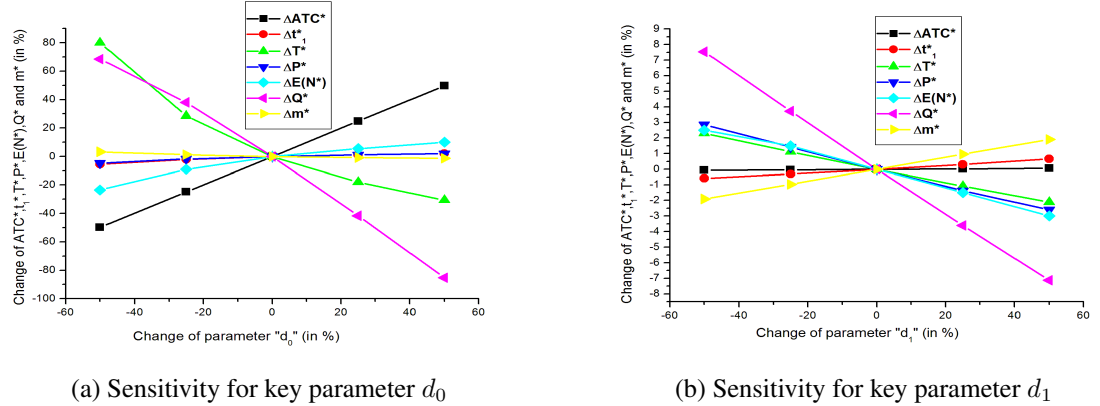 ΔATC*
Δt*₁
ΔT*
ΔP*
ΔE(N*)
ΔQ*
Δm*
80
60
40
20
0
-20
-40
-60
-80
-100
-60
-40
-20
0
20
40
60
Change of ATC*,t₁*,T*,P*,E(N*),Q* and m* (in %)
Change of parameter "d₀" (in %)
(a) Sensitivity for key parameter d₀
ΔATC*
Δt*₁
ΔT*
ΔP*
ΔE(N*)
ΔQ*
Δm*
9
8
7
6
5
4
3
2
1
0
-1
-2
-3
-4
-5
-6
-7
-8
-60
-40
-20
0
20
40
60
Change of ATC*,t₁*,T*,P*,E(N*),Q* and m* (in %)
Change of parameter "d₁" (in %)
(b) Sensitivity for key parameter d₁